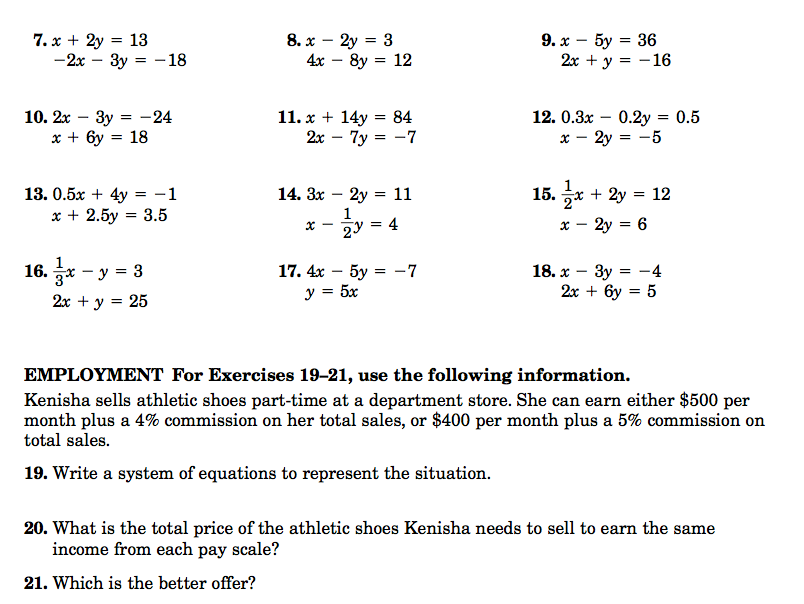 7. x + 2y = 13
−2x − 3y = −18
8. x − 2y = 3
4x − 8y = 12
9. x − 5y = 36
2x + y = −16
10. 2x − 3y = −24
x + 6y = 18
11. x + 14y = 84
2x − 7y = −7
12. 0.3x − 0.2y = 0.5
x − 2y = −5
13. 0.5x + 4y = −1
x + 2.5y = 3.5
14. 3x − 2y = 11
x − 1/2y = 4
15. 1/2x + 2y = 12
x − 2y = 6
16. 1/3x − y = 3
2x + y = 25
17. 4x − 5y = −7
y = 5x
18. x − 3y = −4
2x + 6y = 5
EMPLOYMENT For Exercises 19–21, use the following information.
Kenisha sells athletic shoes part-time at a department store. She can earn either $500 per
month plus a 4% commission on her total sales, or $400 per month plus a 5% commission on
total sales.
19. Write a system of equations to represent the situation.
20. What is the total price of the athletic shoes Kenisha needs to sell to earn the same
income from each pay scale?
21. Which is the better offer?